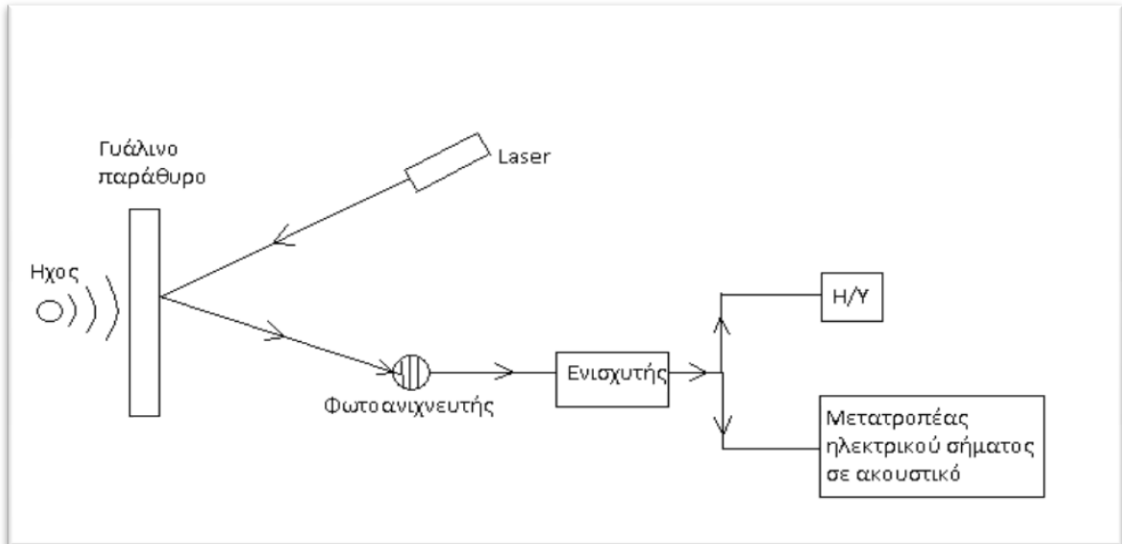 Γυάλινο
παράθυρο
Laser
Ηχος
Η/Υ
Ενισχυτής
Φωτοανιχνευτής
Μετατροπέας
ηλεκτρικού σήματος
σε ακουστικό